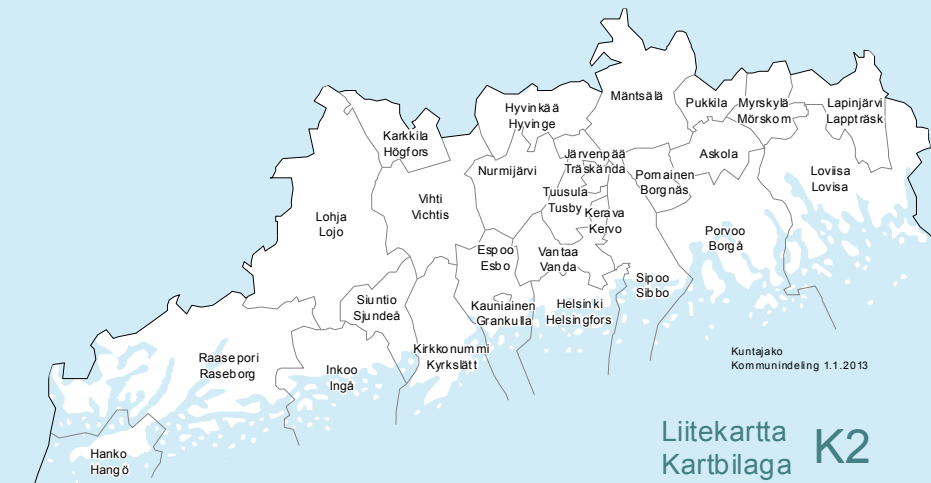 Mäntsälä
Hyvinkää
Hyvinge
Pukkila
Myrskylä
Mörskom
Lapinjärvi
Lappträsk
Karkkila
Högfors
Järvenpää
Träskända
Askola
Nurmijärvi
Pornainen
Borgnäs
Loviisa
Lovisa
Vihti
Vichtis
Tuusula
Tusby
Kerava
Kervo
Lohja
Lojo
Porvoo
Borgå
Espoo
Esbo
Vantaa
Vanda
Sipoo
Sibbo
Siuntio
Sjundeå
Kauniainen
Grankulla
Helsinki
Helsingfors
Kirkkonummi
Kyrkslätt
Raasepori
Raseborg
Inkoo
Ingå
Kuntajako
Kommunindeling 1.1.2013
Hanko
Hangö
Liitekartta
Kartbilaga
K2